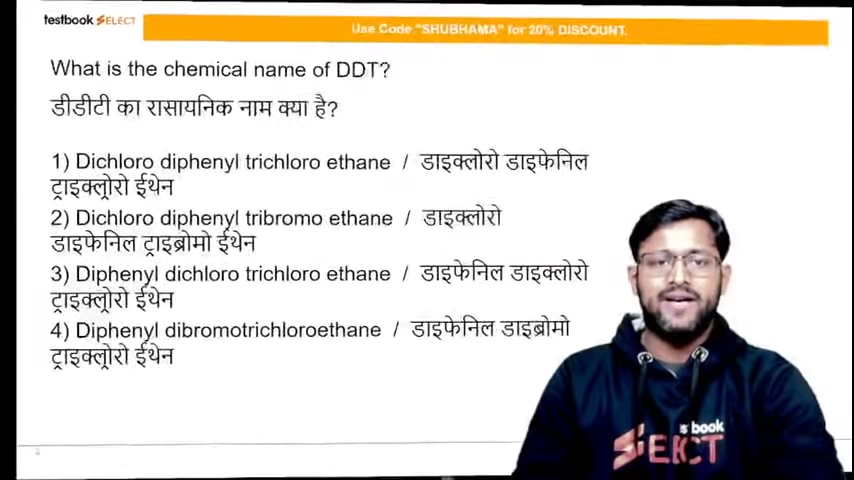 testbook SELECT
Use Code "SHUBHAMA" for 20% DISCOUNT.
What is the chemical name of DDT?
डीडीटी का रासायनिक नाम क्या है?
1) Dichloro diphenyl trichloro ethane / डाइक्लोरो डाइफेनिल
ट्राइक्लोरो ईथेन
2) Dichloro diphenyl tribromo ethane / डाइक्लोरो
डाइफेनिल ट्राइब्रोमो ईथेन
3) Diphenyl dichloro trichloro ethane / डाइफेनिल डाइक्लोरो
ट्राइक्लोरो ईथेन
4) Diphenyl dibromotrichloroethane / डाइफेनिल डाइब्रोमो
ट्राइक्लोरो ईथेन
SELECT